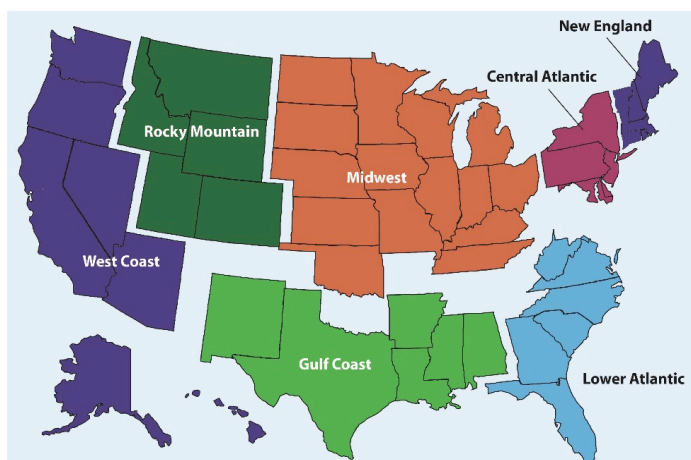 New England
Central Atlantic
Rocky Mountain
Midwest
West Coast
Gulf Coast
Lower Atlantic